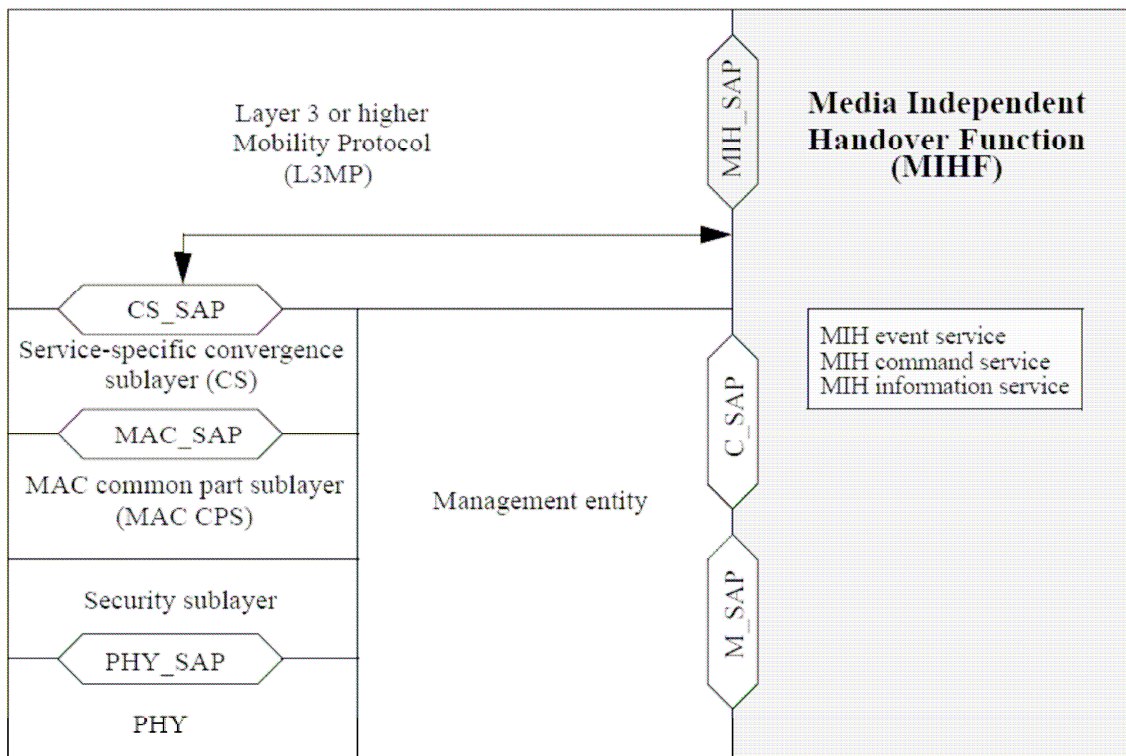 Layer 3 or higher
Mobility Protocol
(L3MP)
MIH_SAP
Media Independent
Handover Function
(MIHF)
CS_SAP
Service-specific convergence
sublayer (CS)
MAC_SAP
MAC common part sublayer
(MAC CPS)
Security sublayer
PHY_SAP
PHY
Management entity
C_SAP
M_SAP
MIH event service
MIH command service
MIH information service